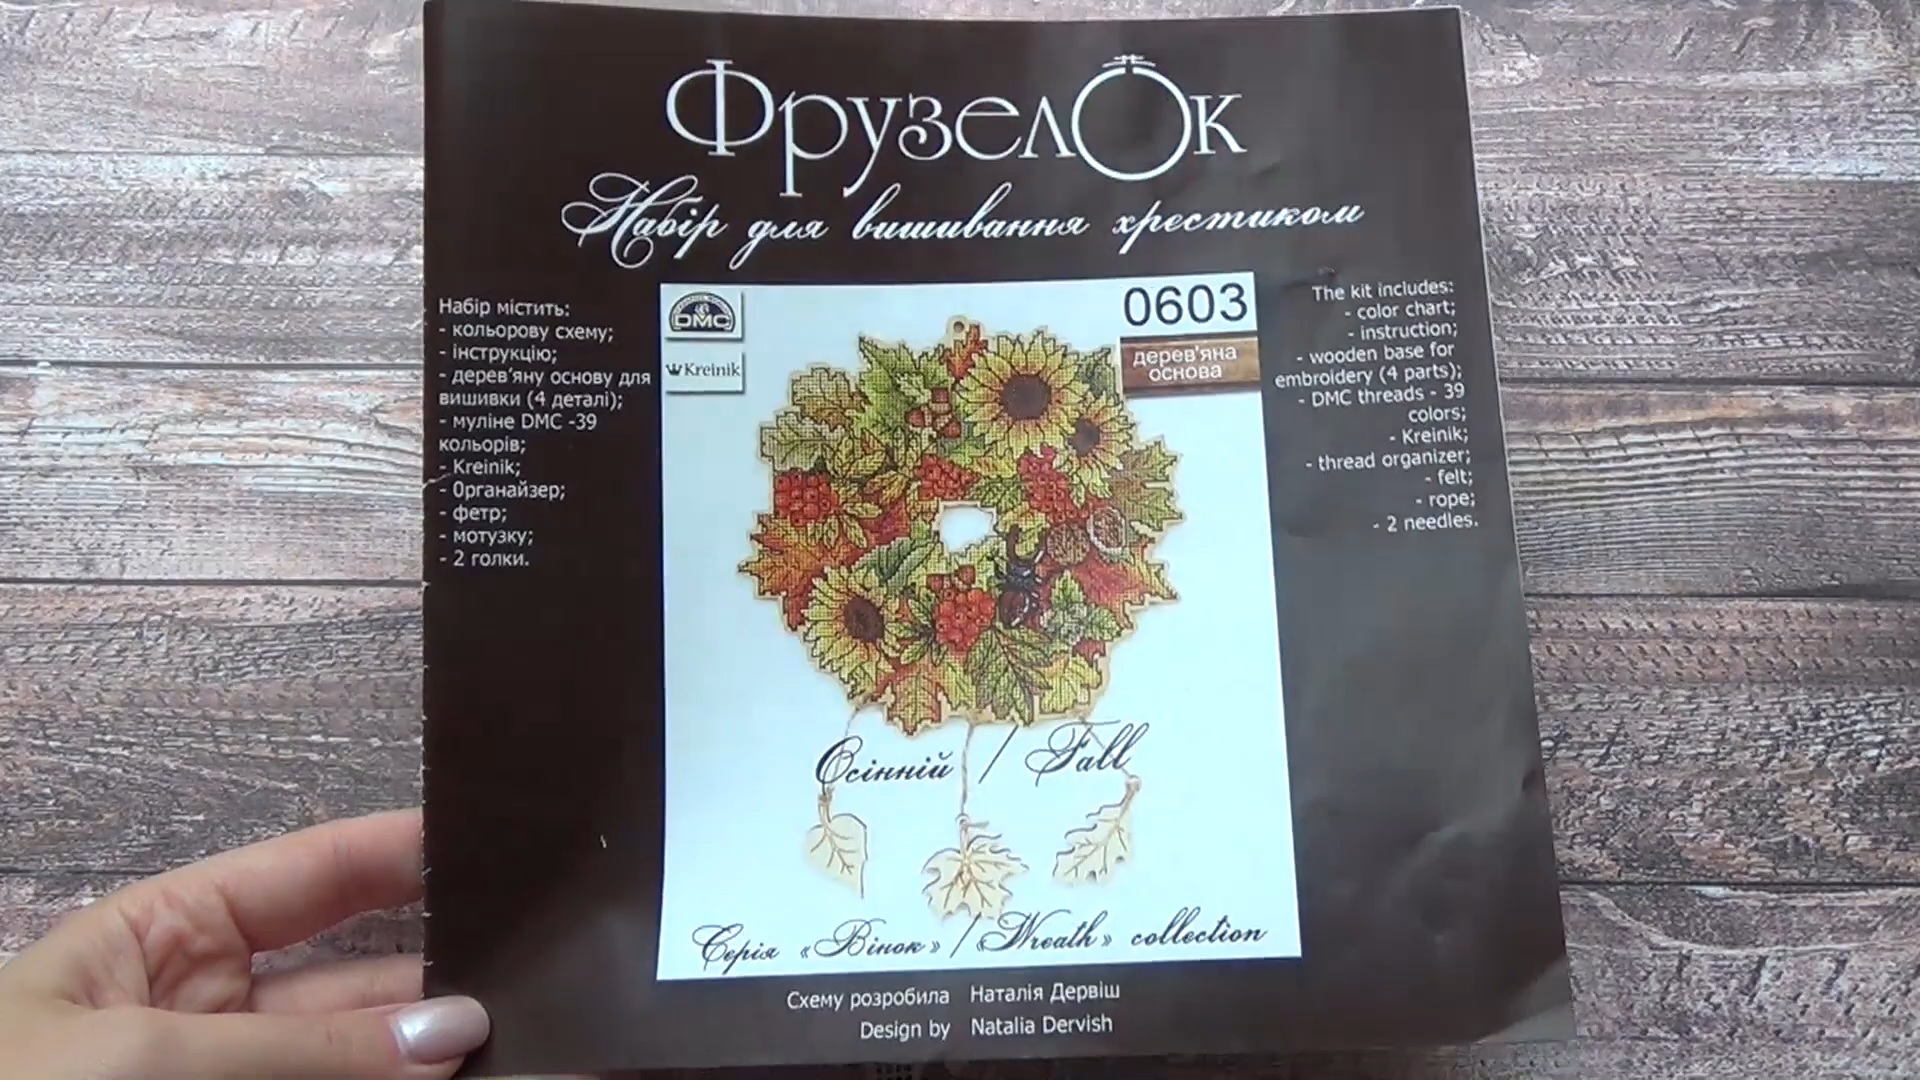 ФрузелОк
Набір для вишивання хрестиком
Набір містить:
- кольорову схему;
- інструкцію;
- дерев'яну основу для
вишивки (4 деталі);
- муліне DMC -39
кольорів;
- Kreinik;
- Органайзер;
- фетр;
- мотузку;
- 2 голки.
DMC
Kreinik
0603
дерев'яна
основа
The kit includes:
- color chart;
- instruction;
- wooden base for
embroidery (4 parts);
- DMC threads - 39
colors;
- Kreinik;
- thread organizer;
- felt;
- rope;
- 2 needles.
Осінній / Fall
Серія «Вінок» / «Wreath» collection
Схему розробила Наталія Дервіш
Design by Natalia Dervish